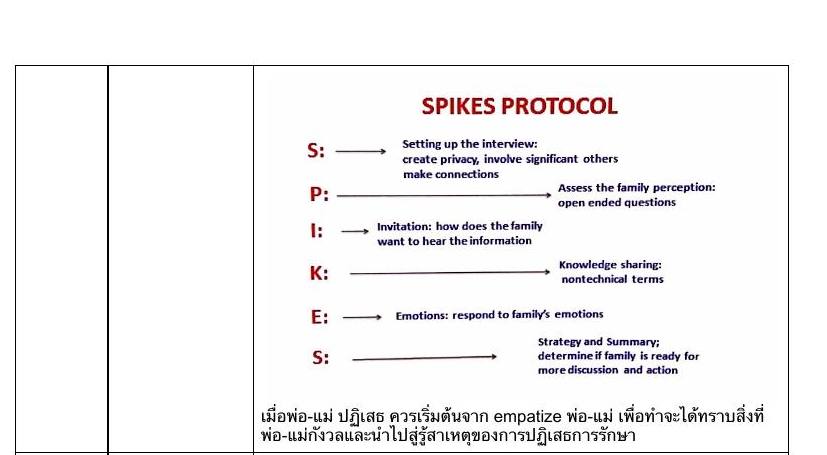 SPIKES PROTOCOL
S:
Setting up the interview:
create privacy, involve significant others
make connections
P:
Assess the family perception:
open ended questions
I:
Invitation: how does the family
want to hear the information
K:
Knowledge sharing:
nontechnical terms
E:
Emotions: respond to family's emotions
S:
Strategy and Summary;
determine if family is ready for
more discussion and action
เมื่อพ่อ-แม่ ปฏิเสธ ควรเริ่มต้นจาก empatize พ่อ-แม่ เพื่อทำจะได้ทราบสิ่งที่
พ่อ-แม่กังวลและนำไปสู่รู้สาเหตุของการปฏิเสธการรักษา